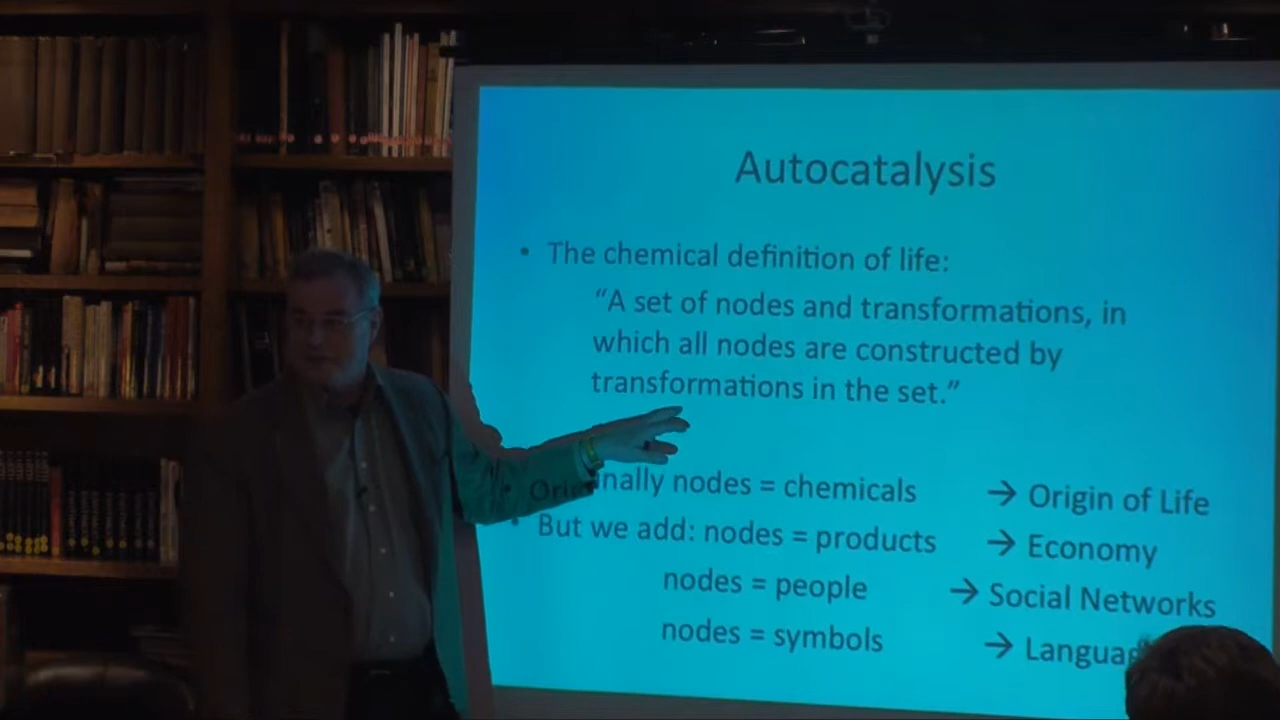 Autocatalysis
• The chemical definition of life:
“A set of nodes and transformations, in
which all nodes are constructed by
transformations in the set.”
• Originally nodes = chemicals → Origin of Life
• But we add: nodes = products → Economy
nodes = people → Social Networks
nodes = symbols →